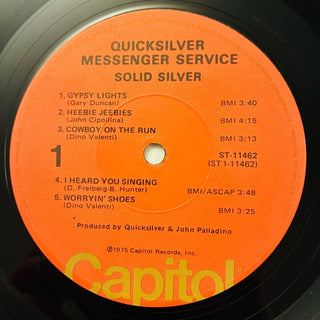 QUICKSILVER
MESSENGER SERVICE
SOLID SILVER
1. GYPSY LIGHTS
(Gary Duncan) BMI 3:40
2. HEEBIE JEEBIES
(John Cipollina) BMI 4:15
3. COWBOY ON THE RUN
(Dino Valenti) BMI 3:13
1 ST-11462
(ST1-11462)
4. I HEARD YOU SINGING
(D. Freiberg-B. Hunter) BMI/ASCAP 3:48
5. WORRYIN' SHOES
(Dino Valenti) BMI 3:25
Produced by Quicksilver & John Palladino
℗1975 Capitol Records, Inc.
Capitol